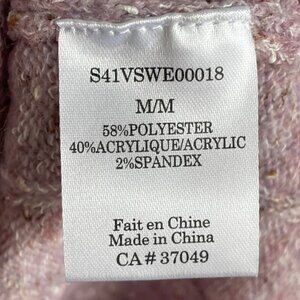 S41VSWE00018
M/M
58%POLYESTER
40%ACRYLIQUE/ACRYLIC
2%SPANDEX
Fait en Chine
Made in China
CA # 37049